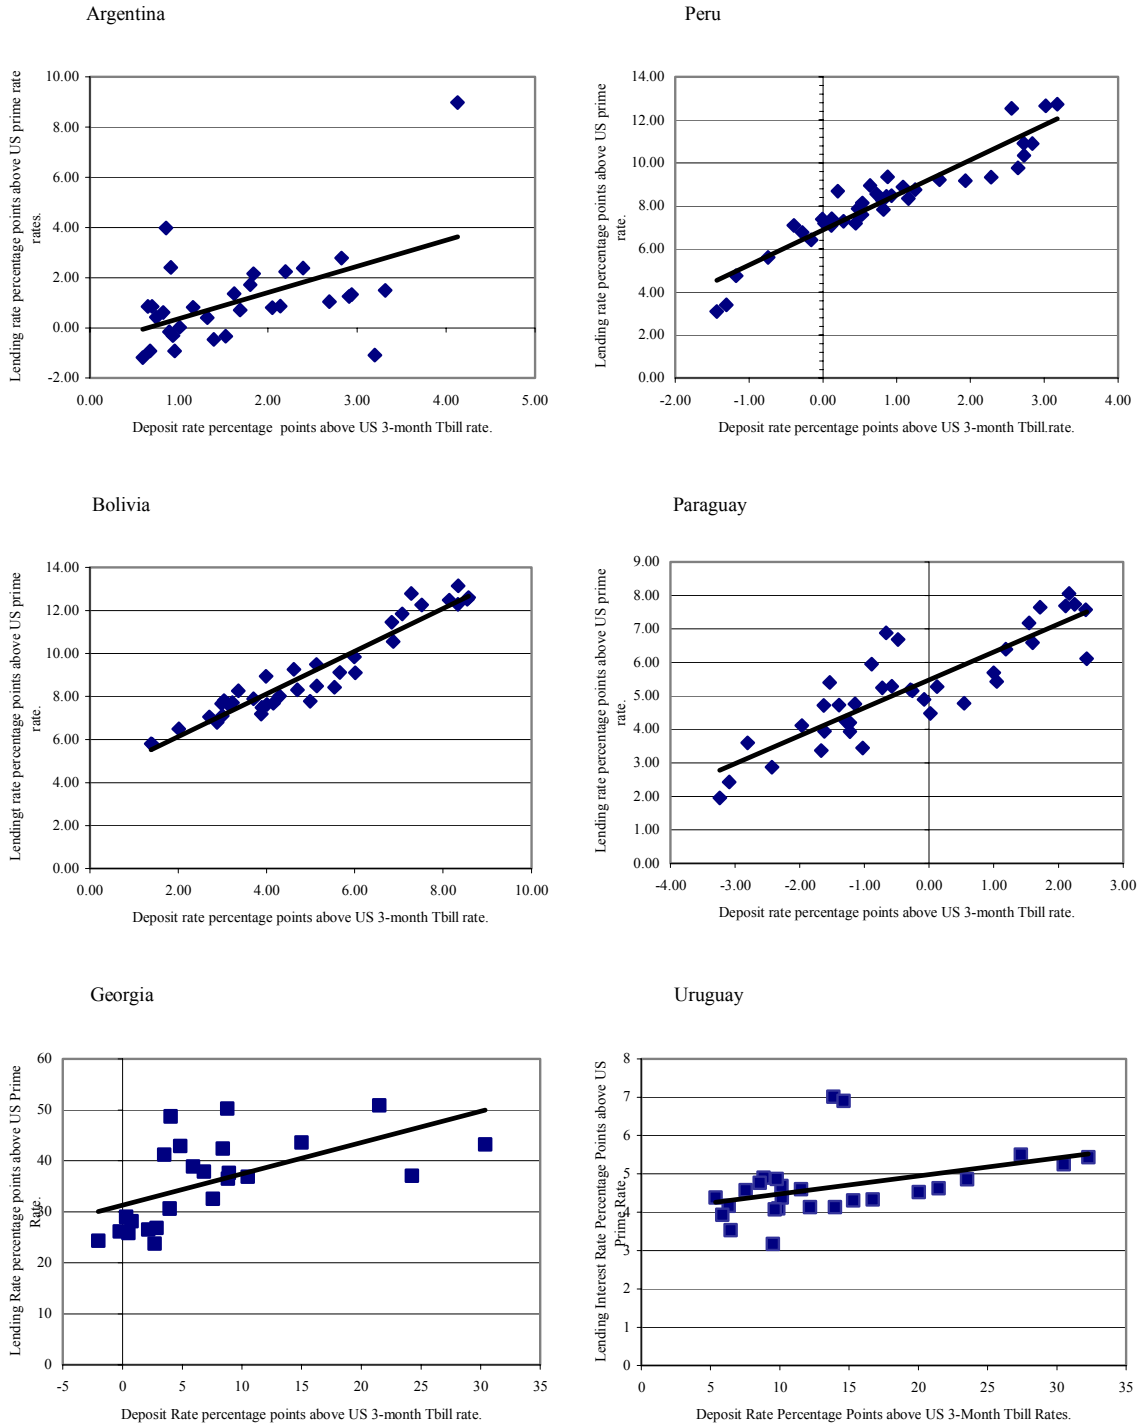 Argentina
Lending rate percentage points above US prime rate
rates.
10.00
8.00
6.00
4.00
2.00
0.00
-2.00
0.00 1.00 2.00 3.00 4.00 5.00
Deposit rate percentage points above US 3-month Tbill rate.
Peru
Lending rate percentage points above US prime
rate.
14.00
12.00
10.00
8.00
6.00
4.00
2.00
0.00
-2.00 -1.00 0.00 1.00 2.00 3.00 4.00
Deposit rate percentage points above US 3-month Tbill.rate.
Bolivia
Lendingt rate percentage points above US prime
rate.
14.00
12.00
10.00
8.00
6.00
4.00
2.00
0.00
0.00 2.00 4.00 6.00 8.00 10.00
Deposit rate percentage points above US 3-month Tbill rate.
Paraguay
Lending rate percentage points above US prime
rate.
9.00
8.00
7.00
6.00
5.00
4.00
3.00
2.00
1.00
0.00
-4.00 -3.00 -2.00 -1.00 0.00 1.00 2.00 3.00
Deposit rate percentage points above US 3-month Tbill rate.
Georgia
Lending Rate percentage points above US Prime
Rate.
60
50
40
30
20
10
0
-5 0 5 10 15 20 25 30 35
Deposit Rate percentage points above US 3-month Tbill rate.
Uruguay
Lending Interest Rate Percentage Points above US
Prime Rate.
8
7
6
5
4
3
2
1
0
0 5 10 15 20 25 30 35
Deposit Rate Percentage Points above US 3-Month Tbill Rates.